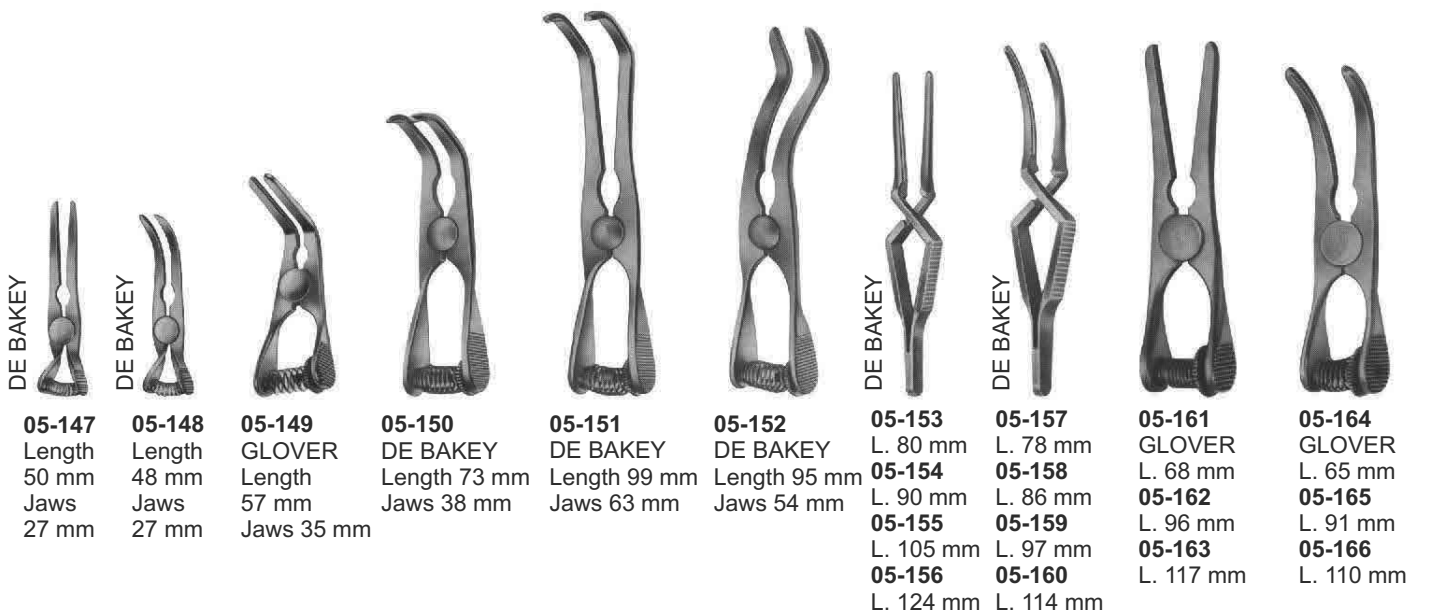 DE BAKEY
05-147
Length
50 mm
Jaws
27 mm
DE BAKEY
05-148
Length
48 mm
Jaws
27 mm
05-149
GLOVER
Length
57 mm
Jaws 35 mm
05-150
DE BAKEY
Length 73 mm
Jaws 38 mm
05-151
DE BAKEY
Length 99 mm
Jaws 63 mm
05-152
DE BAKEY
Length 95 mm
Jaws 54 mm
DE BAKEY
05-153
L. 80 mm
05-154
L. 90 mm
05-155
L. 105 mm
05-156
L. 124 mm
DE BAKEY
05-157
L. 78 mm
05-158
L. 86 mm
05-159
L. 97 mm
05-160
L. 114 mm
05-161
GLOVER
L. 68 mm
05-162
L. 96 mm
05-163
L. 117 mm
05-164
GLOVER
L. 65 mm
05-165
L. 91 mm
05-166
L. 110 mm